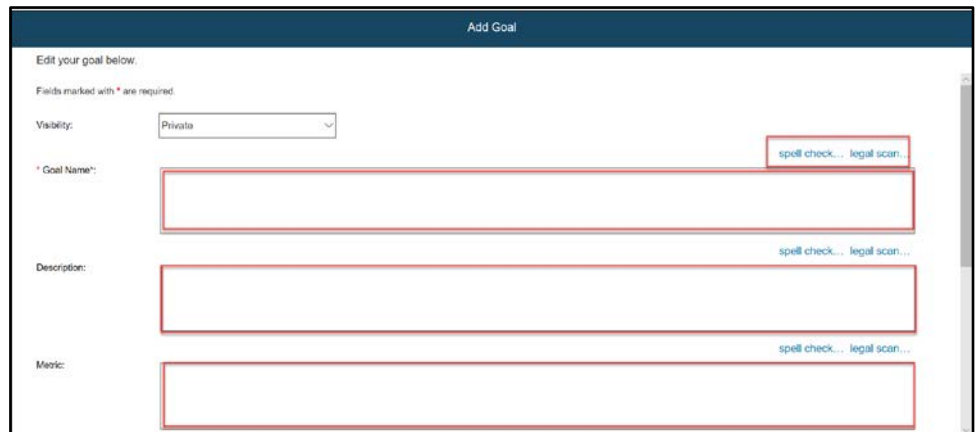 Add Goal
Edit your goal below.
Fields marked with * are required.
Visibility:
Private
spell check... legal scan...
* Goal Name*:
spell check... legal scan...
Description:
spell check... legal scan...
Metric: